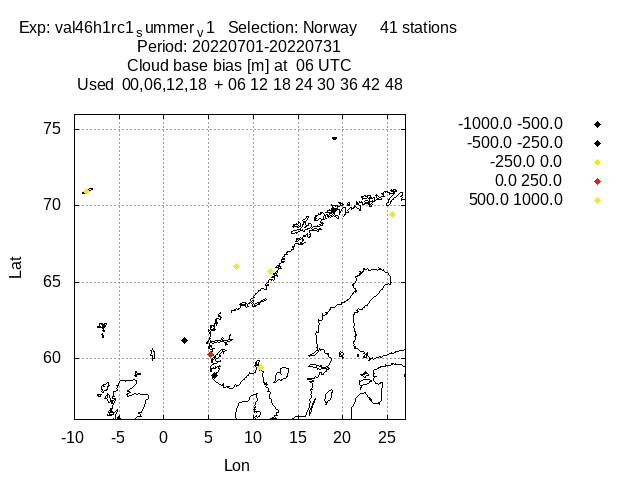 Exp: val46h1rc1summerv1 Selection: Norway 41 stations
Period: 20220701-20220731
Cloud base bias [m] at 06 UTC
Used 00,06,12,18 + 06 12 18 24 30 36 42 48
-1000.0 -500.0
-500.0 -250.0
-250.0 0.0
0.0 250.0
500.0 1000.0
75
70
65
60
Lat
-10 -5 0 5 10 15 20 25
Lon